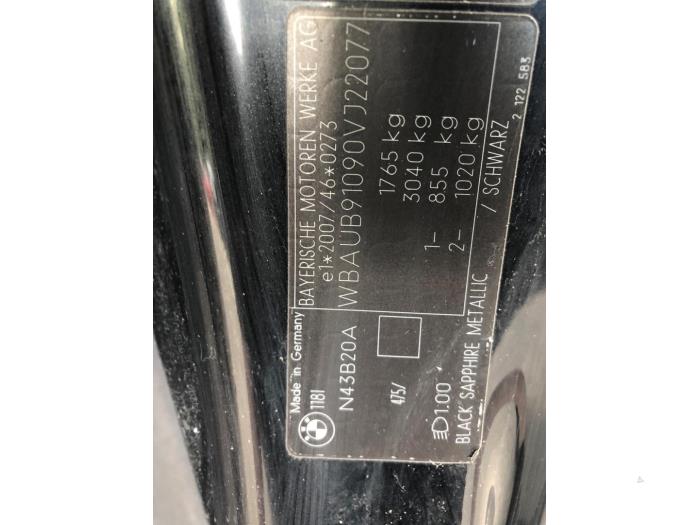 BAYERISCHE MOTOREN WERKE AG
e1*2007/46*0273
WBAUB91090VJ22077
1765 kg
3040 kg
1- 855 kg
2- 1020 kg
Made in Germany
118I
N43B20A
475/
1.00
BLACK SAPPHIRE METALLIC / SCHWARZ
2 122 583